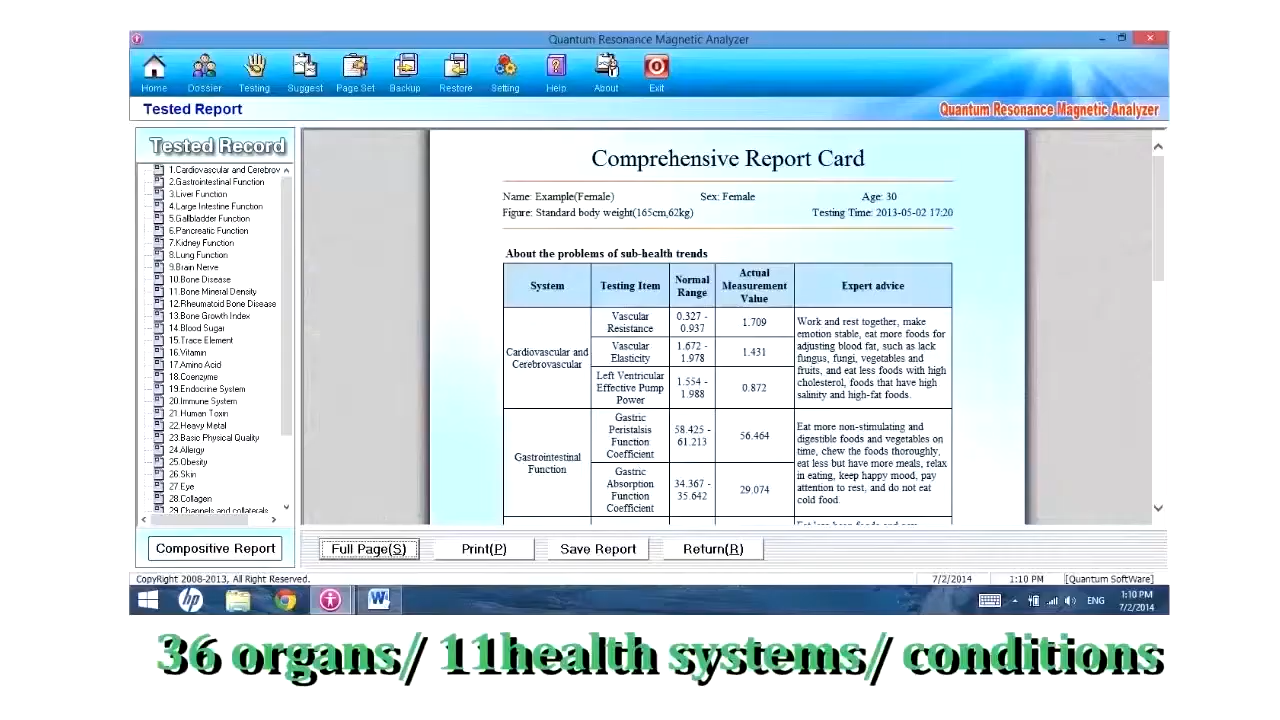 Quantum Resonance Magnetic Analyzer
Home Dossier Testing Suggest Page Set Backup Restore Setting Help About Exit
Tested Report
Quantum Resonance Magnetic Analyzer
Tested Record
1.Cardiovascular and Cerebrov
2.Gastrointestinal Function
3.Liver Function
4.Large Intestine Function
5.Gallbladder Function
6.Pancreatic Function
7.Kidney Function
8.Lung Function
9.Brain Nerve
10.Bone Disease
11.Bone Mineral Density
12.Rheumatoid Bone Disease
13.Bone Growth Index
14.Blood Sugar
15.Trace Element
16.Vitamin
17.Amino Acid
18.Coenzyme
19.Endocrine System
20.Immune System
21.Human Toxin
22.Heavy Metal
23.Basic Physical Quality
24.Allergy
25.Obesity
26.Skin
27.Eye
28.Collagen
29.Channels and collaterals
Compositive Report
Comprehensive Report Card
Name: Example(Female) Sex: Female Age: 30
Figure: Standard body weight(165cm,62kg) Testing Time: 2013-05-02 17:20
About the problems of sub-health trends
System
Testing Item
Normal
Range
Actual
Measurement
Value
Expert advice
Cardiovascular and
Cerebrovascular
Vascular
Resistance
0.327 -
0.937
1.709
Vascular
Elasticity
1.672 -
1.978
1.431
Left Ventricular
Effective Pump
Power
1.554 -
1.988
0.872
Work and rest together, make
emotion stable, eat more foods for
adjusting blood fat, such as lack
fungus, fungi, vegetables and
fruits, and eat less foods with high
cholesterol, foods that have high
salinity and high-fat foods.
Gastrointestinal
Function
Gastric
Peristalsis
Function
Coefficient
58.425 -
61.213
56.464
Gastric
Absorption
Function
Coefficient
34.367 -
35.642
29.074
Eat more non-stimulating and
digestible foods and vegetables on
time, chew the foods thoroughly,
eat less but have more meals, relax
in eating, keep happy mood, pay
attention to rest, and do not eat
cold food.
Full Page(S) Print(P) Save Report Return(R)
CopyRight 2008-2013, All Right Reserved. 7/2/2014 1:10 PM [Quantum SoftWare]
hp
ENG
1:10 PM
7/2/2014
36 organs/ 11health systems/ conditions